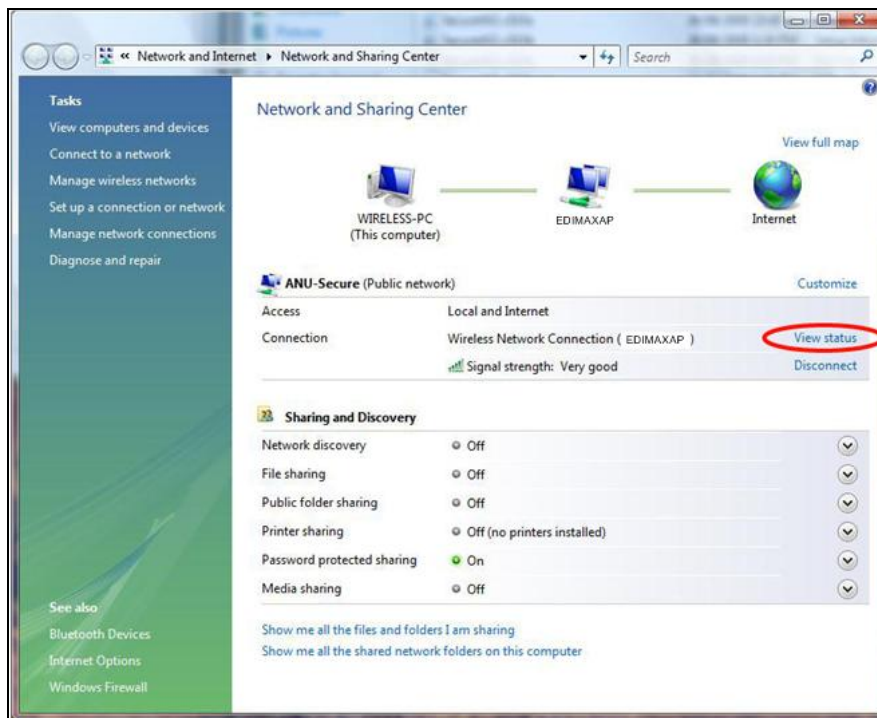 « Network and Internet ▸ Network and Sharing Center
Search
Tasks
View computers and devices
Connect to a network
Manage wireless networks
Set up a connection or network
Manage network connections
Diagnose and repair
See also
Bluetooth Devices
Internet Options
Windows Firewall
Network and Sharing Center
View full map
WIRELESS-PC
(This computer)
EDIMAXAP
Internet
ANU-Secure (Public network) Customize
Access Local and Internet
Connection Wireless Network Connection ( EDIMAXAP ) View status
Signal strength: Very good Disconnect
Sharing and Discovery
Network discovery Off
File sharing Off
Public folder sharing Off
Printer sharing Off (no printers installed)
Password protected sharing On
Media sharing Off
Show me all the files and folders I am sharing
Show me all the shared network folders on this computer